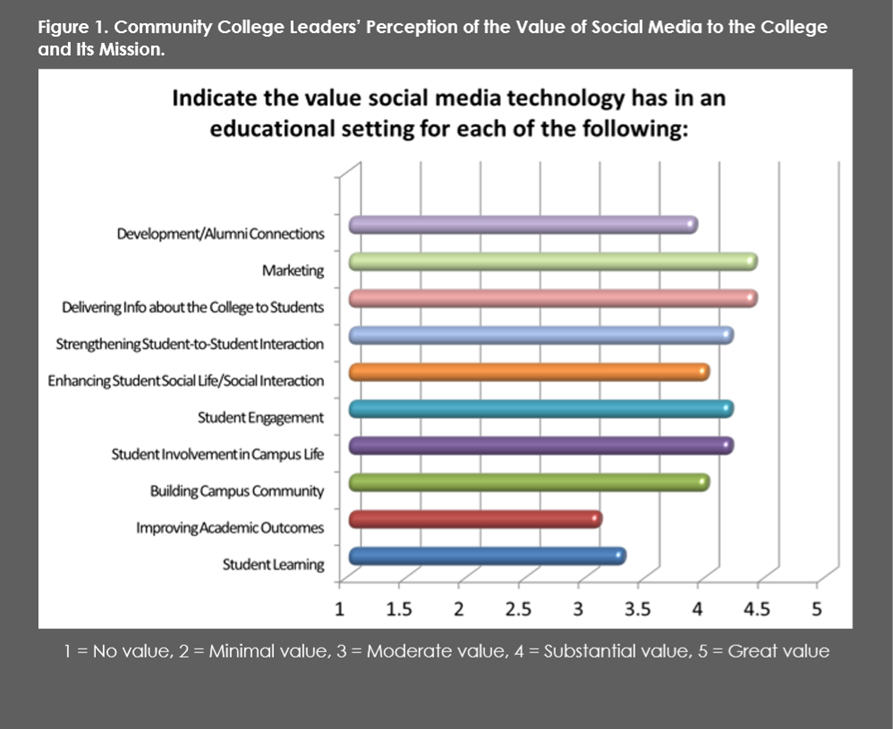 Figure 1. Community College Leaders’ Perception of the Value of Social Media to the College
and Its Mission.
Indicate the value social media technology has in an
educational setting for each of the following:
Development/Alumni Connections
Marketing
Delivering Info about the College to Students
Strengthening Student-to-Student Interaction
Enhancing Student Social Life/Social Interaction
Student Engagement
Student Involvement in Campus Life
Building Campus Community
Improving Academic Outcomes
Student Learning
1 1.5 2 2.5 3 3.5 4 4.5 5
1 = No value, 2 = Minimal value, 3 = Moderate value, 4 = Substantial value, 5 = Great value